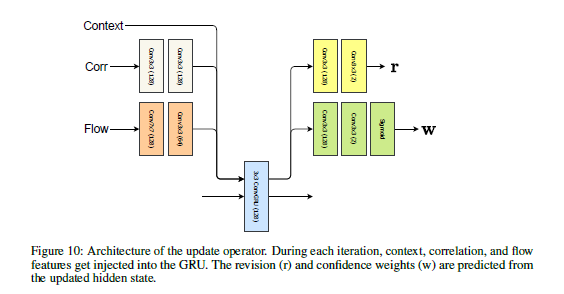 Context
Corr
Conv3x3 (128)
Conv3x3 (128)
Flow
Conv7x7 (128)
Conv3x3 (64)
3x3 ConvGRU (128)
Conv3x3 (128)
Conv3x3 (2)
r
Conv3x3 (128)
Conv3x3 (2)
Sigmoid
w
Figure 10: Architecture of the update operator. During each iteration, context, correlation, and flow
features get injected into the GRU. The revision (r) and confidence weights (w) are predicted from
the updated hidden state.